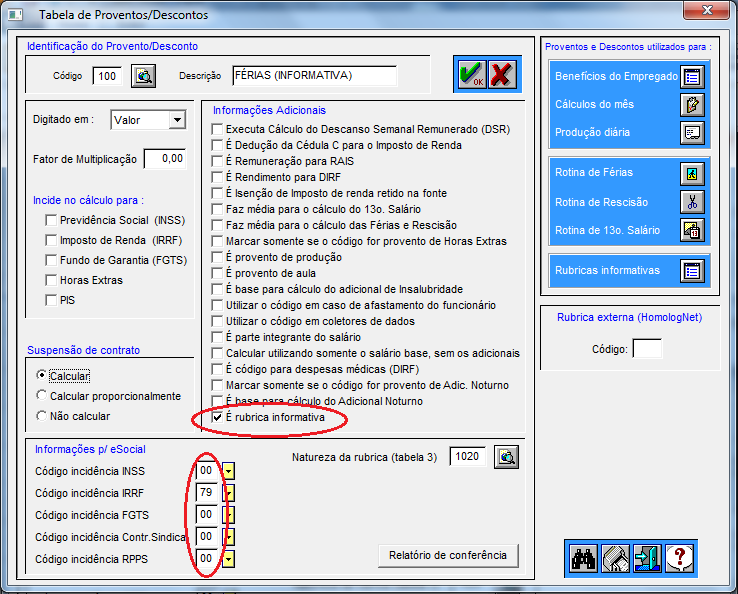 Tabela de Proventos/Descontos
Identificação do Provento/Desconto
Código 100 Descrição FÉRIAS (INFORMATIVA)
OK
Digitado em : Valor
Fator de Multiplicação 0,00
Incide no cálculo para :
Previdência Social (INSS)
Imposto de Renda (IRRF)
Fundo de Garantia (FGTS)
Horas Extras
PIS
Suspensão de contrato
Calcular
Calcular proporcionalmente
Não calcular
Informações Adicionais
Executa Cálculo do Descanso Semanal Remunerado (DSR)
É Dedução da Cédula C para o Imposto de Renda
É Remuneração para RAIS
É Rendimento para DIRF
É Isenção de Imposto de renda retido na fonte
Faz média para o cálculo do 13o. Salário
Faz média para o cálculo das Férias e Rescisão
Marcar somente se o código for provento de Horas Extras
É provento de produção
É provento de aula
É base para cálculo do adicional de Insalubridade
Utilizar o código em caso de afastamento do funcionário
Utilizar o código em coletores de dados
É parte integrante do salário
Calcular utilizando somente o salário base, sem os adicionais
É código para despesas médicas (DIRF)
Marcar somente se o código for provento de Adic. Noturno
É base para cálculo do Adicional Noturno
É rubrica informativa
Informações p/ eSocial
Código incidência INSS 00
Código incidência IRRF 79
Código incidência FGTS 00
Código incidência Contr.Sindica 00
Código incidência RPPS 00
Natureza da rubrica (tabela 3) 1020
Relatório de conferência
Proventos e Descontos utilizados para :
Benefícios do Empregado
Cálculos do mês
Produção diária
Rotina de Férias
Rotina de Rescisão
Rotina de 13o. Salário
13
Rubricas informativas
Rubrica externa (HomologNet)
Código:
?